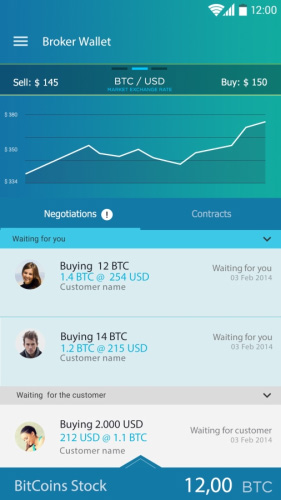 12:00
Broker Wallet
Sell: $ 145
BTC / USD
MARKET EXCHANGE RATE
Buy: $ 150
$ 380
$ 350
$ 334
Negotiations !
Contracts
Waiting for you
Buying 12 BTC
1.4 BTC @ 254 USD
Customer name
Waiting for you
03 Feb 2014
Buying 14 BTC
1.2 BTC @ 215 USD
Customer name
Waiting for you
03 Feb 2014
Waiting for the customer
Buying 2.000 USD
212 USD @ 1.1 BTC
Customer name
Waiting for customer
03 Feb 2014
BitCoins Stock
12,00 BTC